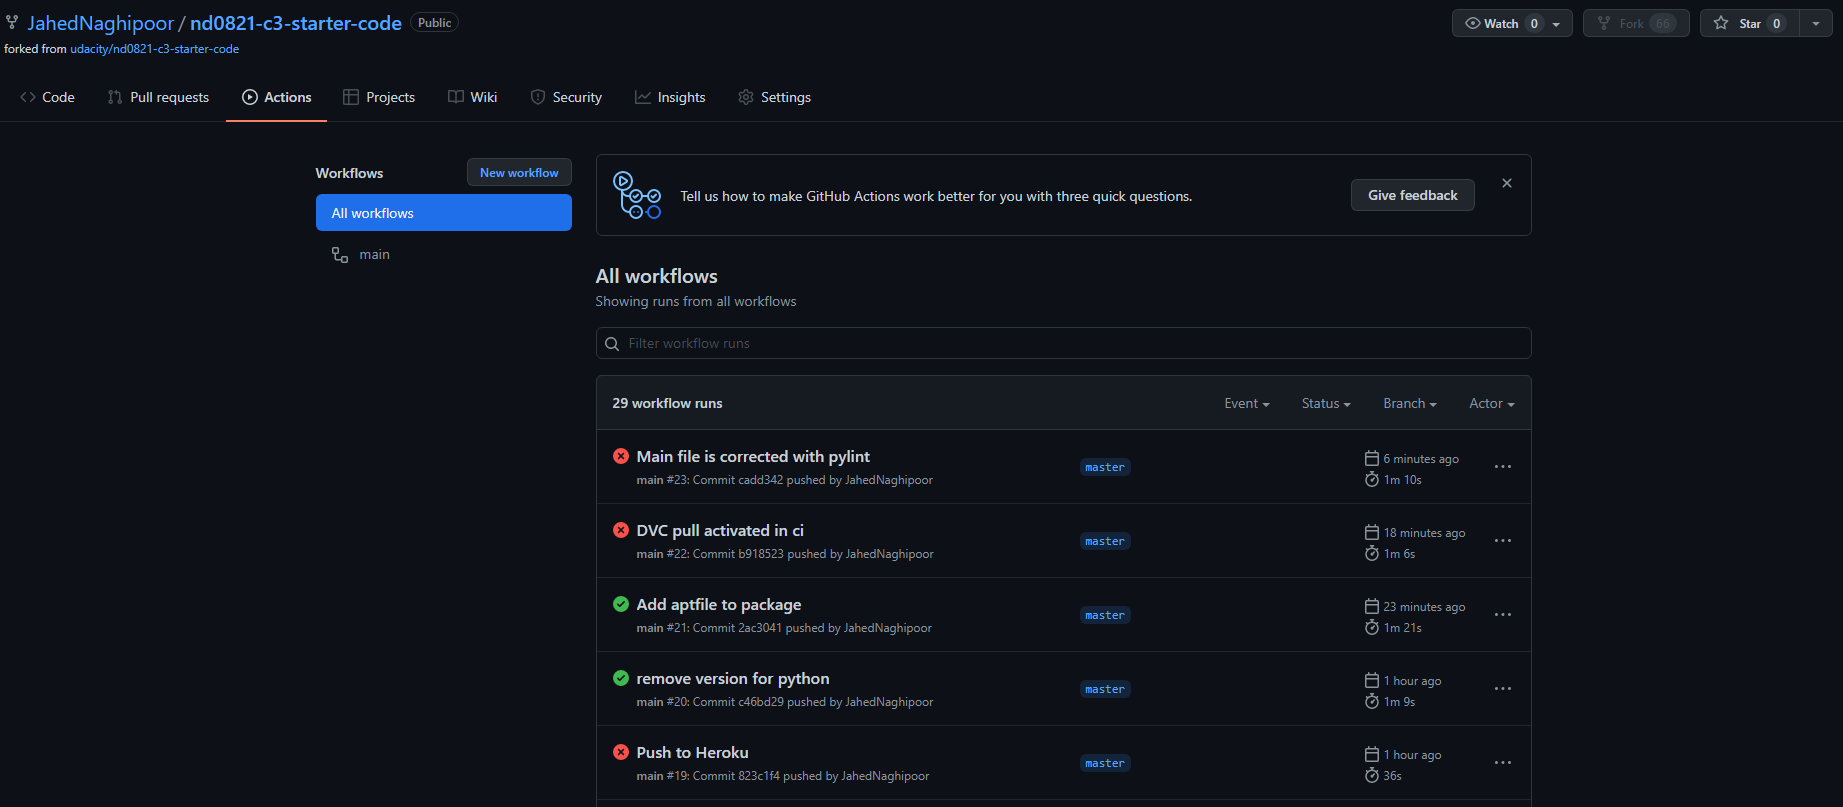 JahedNaghipoor / nd0821-c3-starter-code Public Watch 0 Fork 66 Star 0
forked from udacity/nd0821-c3-starter-code
Code Pull requests Actions Projects Wiki Security Insights Settings
Workflows New workflow
All workflows
main
Tell us how to make GitHub Actions work better for you with three quick questions. Give feedback
All workflows
Showing runs from all workflows
Filter workflow runs
29 workflow runs Event Status Branch Actor
Main file is corrected with pylint
main #23: Commit cadd342 pushed by JahedNaghipoor
master
6 minutes ago
1m 10s
DVC pull activated in ci
main #22: Commit b918523 pushed by JahedNaghipoor
master
18 minutes ago
1m 6s
Add aptfile to package
main #21: Commit 2ac3041 pushed by JahedNaghipoor
master
23 minutes ago
1m 21s
remove version for python
main #20: Commit c46bd29 pushed by JahedNaghipoor
master
1 hour ago
1m 9s
Push to Heroku
main #19: Commit 823c1f4 pushed by JahedNaghipoor
master
1 hour ago
36s